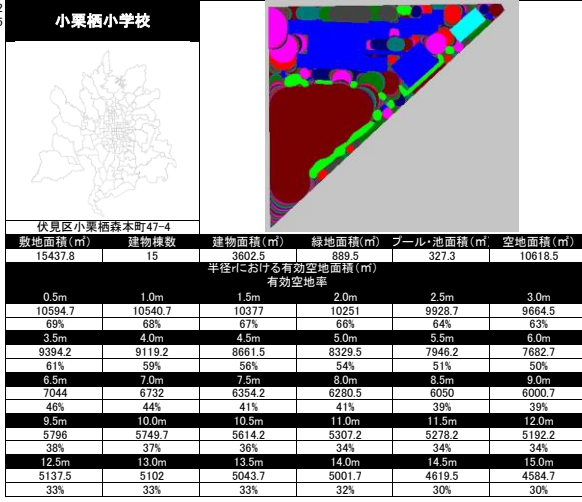 2
5
小栗栖小学校
伏見区小栗栖森本町47-4
敷地面積(㎡) 建物棟数 建物面積(㎡) 緑地面積(㎡) プール・池面積(㎡) 空地面積(㎡)
15437.8 15 3602.5 889.5 327.3 10618.5
半径rにおける有効空地面積(㎡)
有効空地率
0.5m 1.0m 1.5m 2.0m 2.5m 3.0m
10594.7 10540.7 10377 10251 9928.7 9664.5
69% 68% 67% 66% 64% 63%
3.5m 4.0m 4.5m 5.0m 5.5m 6.0m
9394.2 9119.2 8661.5 8329.5 7946.2 7682.7
61% 59% 56% 54% 51% 50%
6.5m 7.0m 7.5m 8.0m 8.5m 9.0m
7044 6732 6354.2 6280.5 6050 6000.7
46% 44% 41% 41% 39% 39%
9.5m 10.0m 10.5m 11.0m 11.5m 12.0m
5796 5749.7 5614.2 5307.2 5278.2 5192.2
38% 37% 36% 34% 34% 34%
12.5m 13.0m 13.5m 14.0m 14.5m 15.0m
5137.5 5102 5043.7 5001.7 4619.5 4584.7
33% 33% 33% 32% 30% 30%